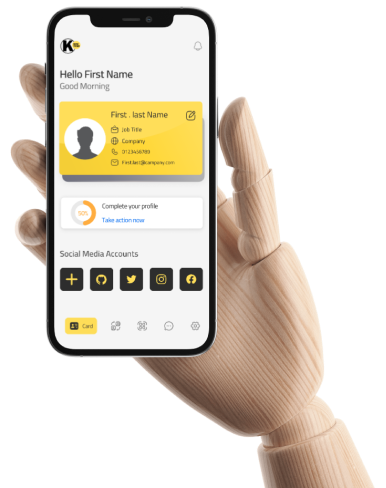 K
Hello First Name
Good Morning
First . last Name
Job Title
Company
0123456789
First.last@company.com
50%
Complete your profile
Take action now
Social Media Accounts
Card